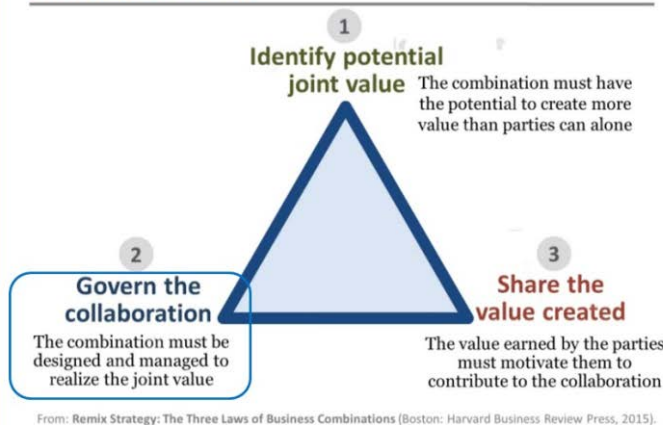 1
Identify potential
joint value
The combination must have
the potential to create more
value than parties can alone
2
Govern the
collaboration
The combination must be
designed and managed to
realize the joint value
3
Share the
value created
The value earned by the parties
must motivate them to
contribute to the collaboration
From: Remix Strategy: The Three Laws of Business Combinations (Boston: Harvard Business Review Press, 2015).